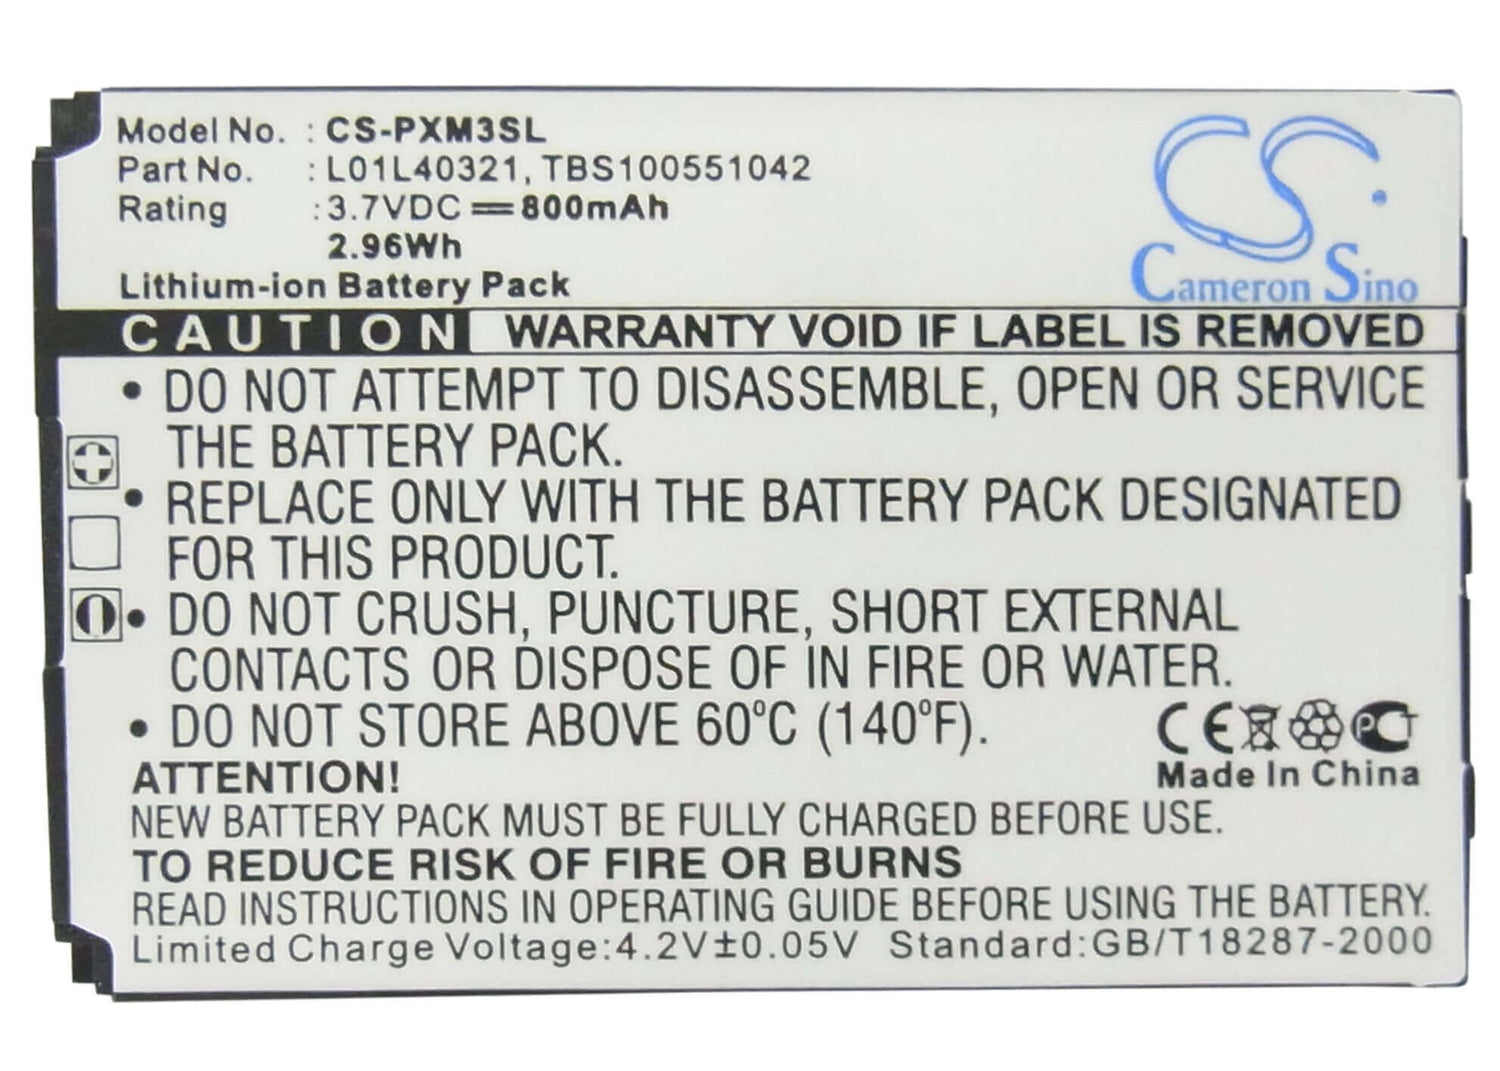 Model No. : CS-PXM3SL
Part No. : L01L40321, TBS100551042
Rating : 3.7VDC 800mAh
2.96Wh
Lithium-ion Battery Pack
CS
Cameron Sino
CAUTION WARRANTY VOID IF LABEL IS REMOVED
• DO NOT ATTEMPT TO DISASSEMBLE, OPEN OR SERVICE
THE BATTERY PACK.
• REPLACE ONLY WITH THE BATTERY PACK DESIGNATED
FOR THIS PRODUCT.
• DO NOT CRUSH, PUNCTURE, SHORT EXTERNAL
CONTACTS OR DISPOSE OF IN FIRE OR WATER.
• DO NOT STORE ABOVE 60°C (140°F).
CE PCT
Made In China
ATTENTION!
NEW BATTERY PACK MUST BE FULLY CHARGED BEFORE USE.
TO REDUCE RISK OF FIRE OR BURNS
READ INSTRUCTIONS IN OPERATING GUIDE BEFORE USING THE BATTERY.
Limited Charge Voltage:4.2V±0.05V Standard:GB/T18287-2000